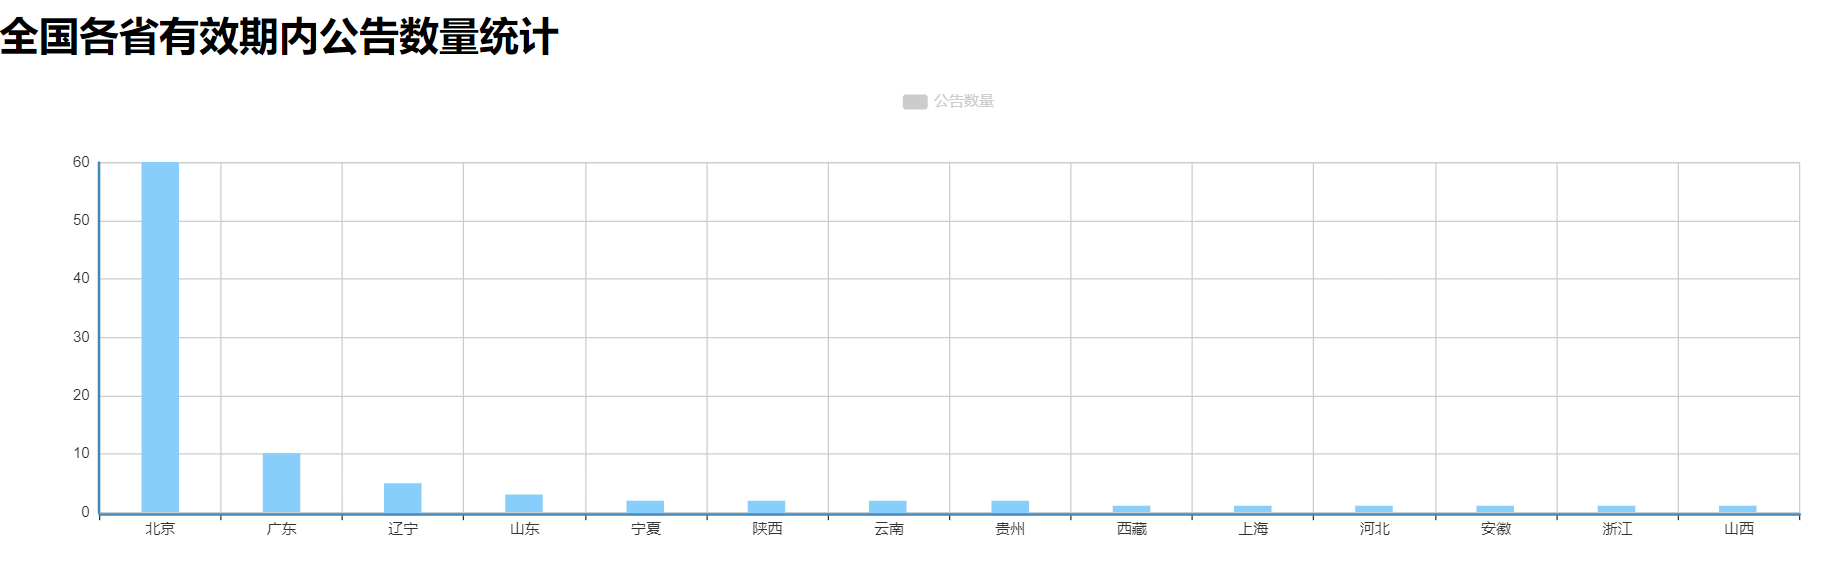 全国各省有效期内公告数量统计
公告数量
60
50
40
30
20
10
0
北京 广东 辽宁 山东 宁夏 陕西 云南 贵州 西藏 上海 河北 安徽 浙江 山西